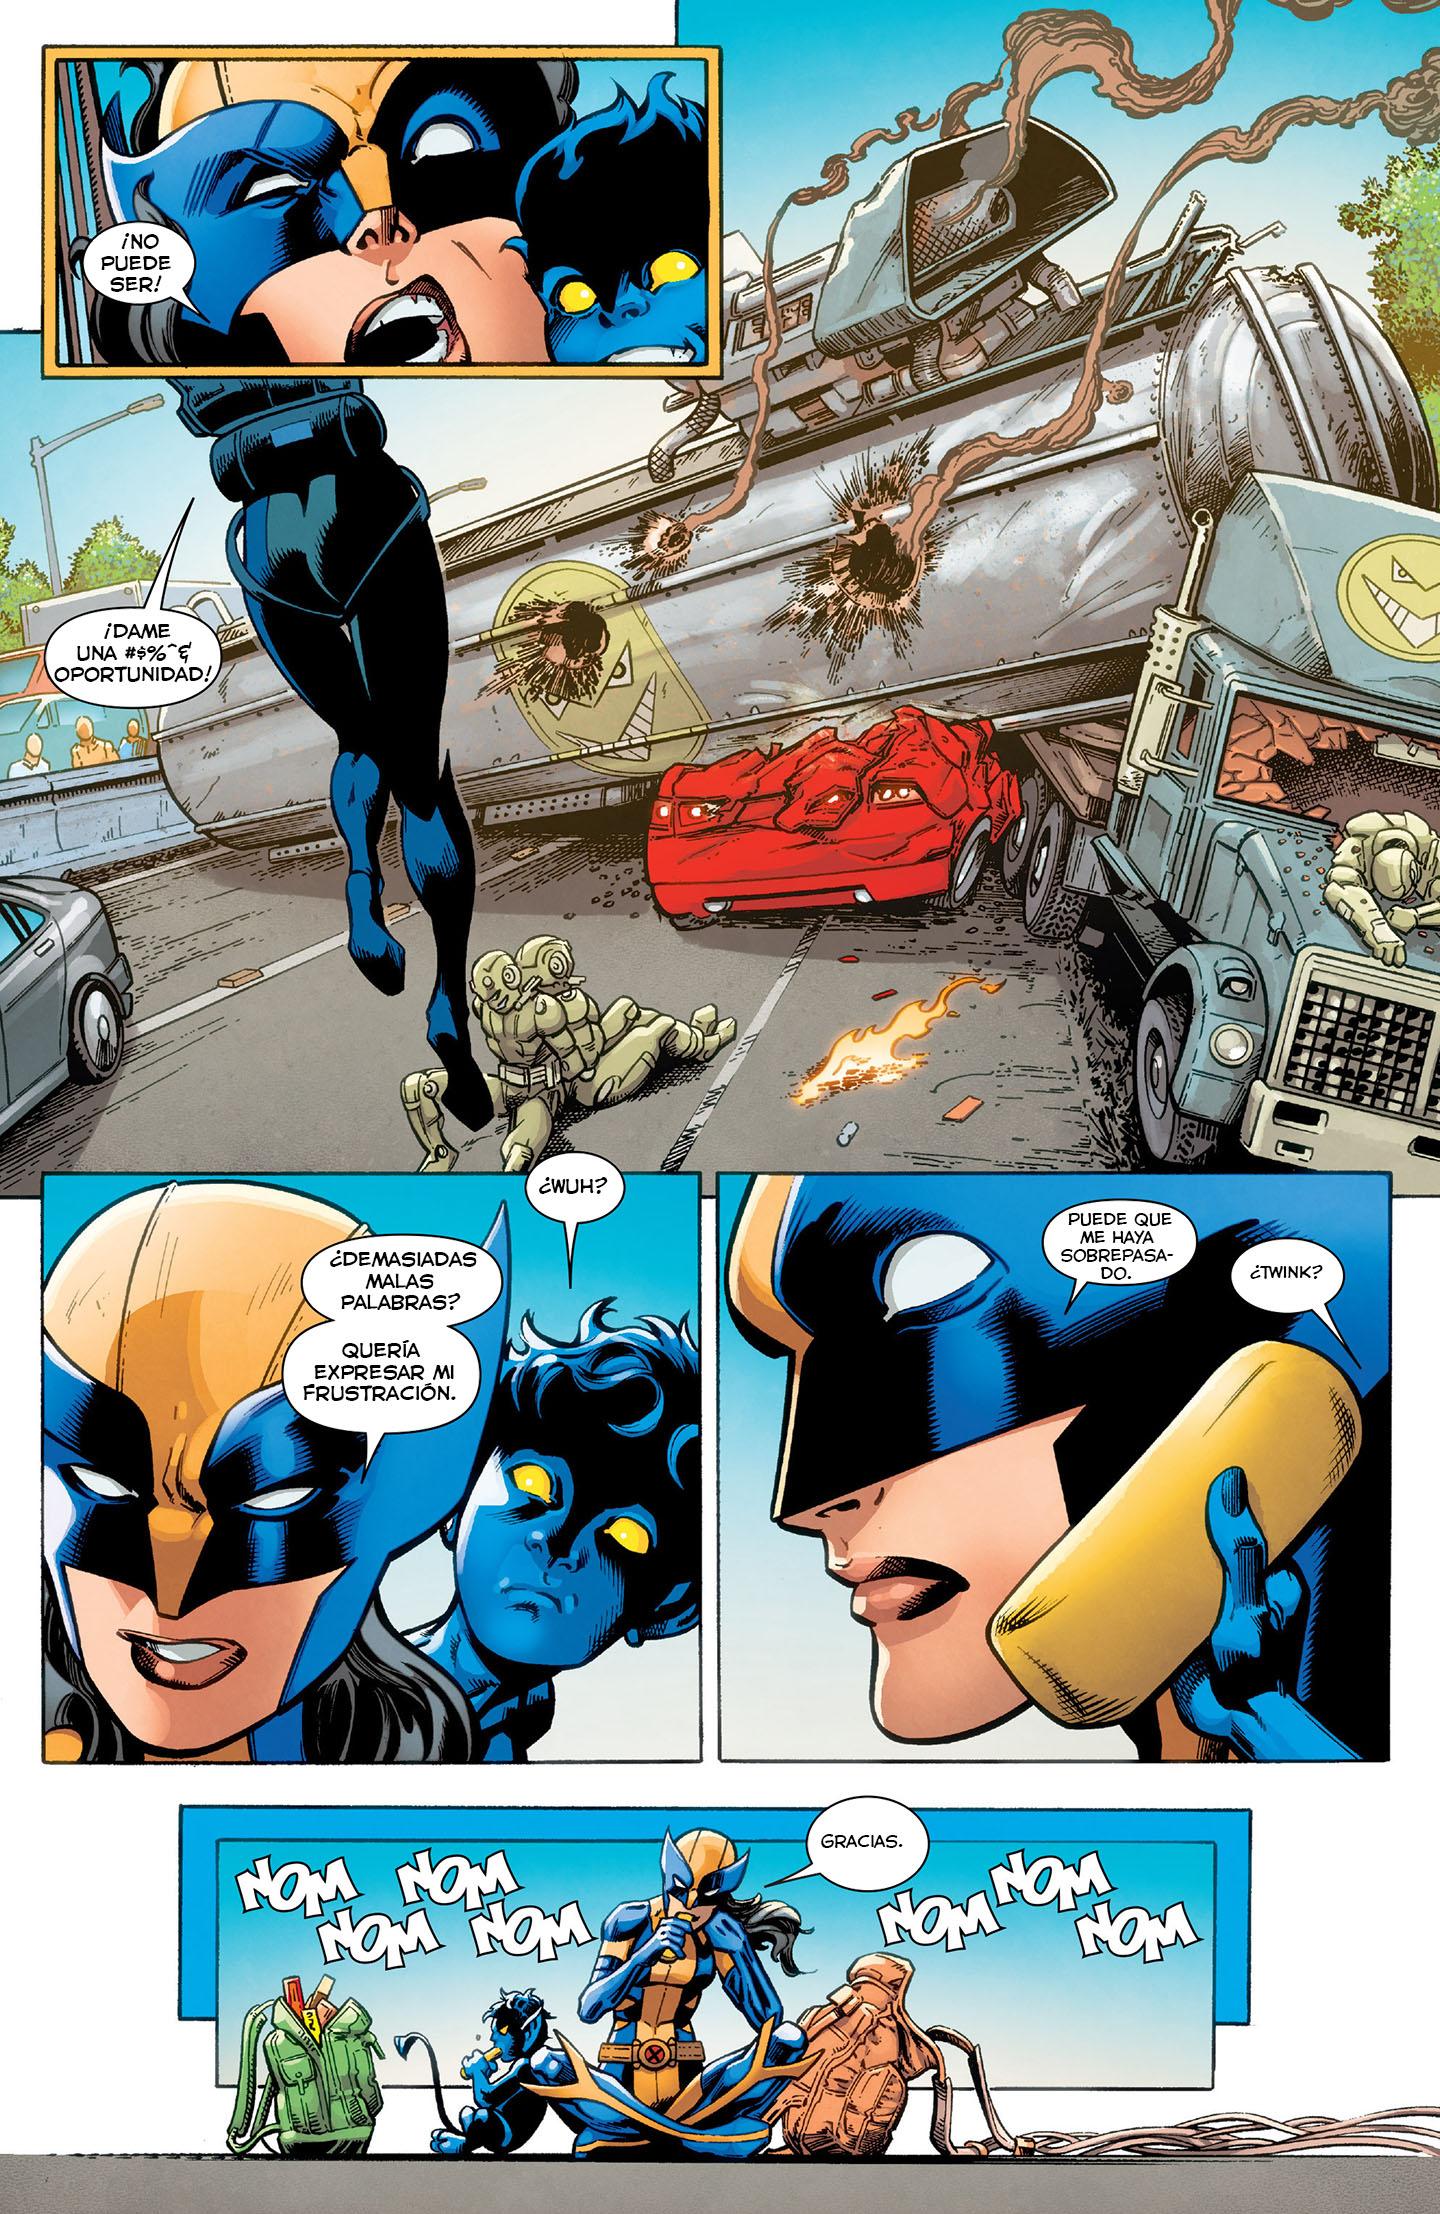 ¡NO
PUEDE
SER!
¡DAME
UNA #$%^&
OPORTUNIDAD!
¿DEMASIADAS
MALAS
PALABRAS?
QUERÍA
EXPRESAR MI
FRUSTRACIÓN.
¿WUH?
PUEDE QUE
ME HAYA
SOBREPASA-
DO.
¿TWINK?
NOM NOM
NOM NOM
GRACIAS.
NOM NOM
NOM